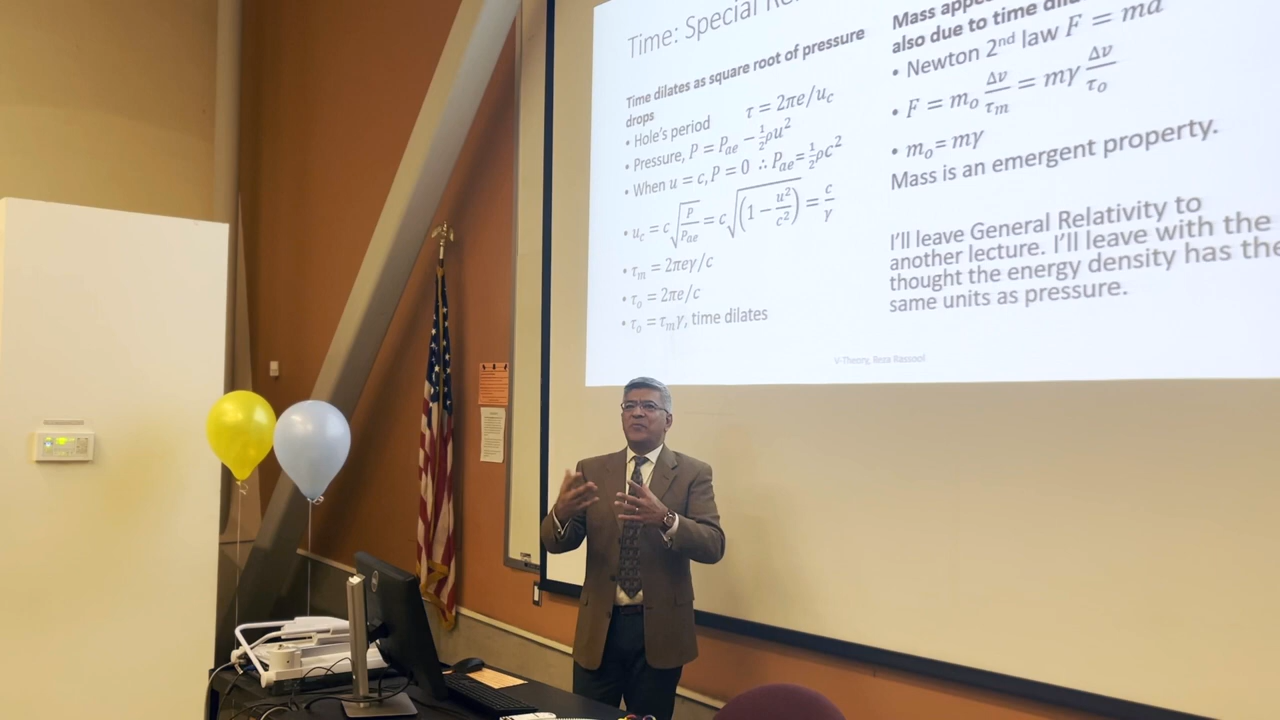 Time: Special
Time dilates as square root of pressure
drops
• Hole's period τ = 2πe/u_c
• Pressure, P = P_ae − ½ρu²
• When u = c, P = 0 ∴ P_ae = ½ρc²
• u_c = c√(P/P_ae) = c√((1 − u²/c²)) = c/γ
• τ_m = 2πeγ/c
• τ_o = 2πe/c
• τ_o = τ_mγ, time dilates
Mass
also due to time
• Newton 2nd law F = ma
• F = m_o Δv/τ_m = mγ Δv/τ_o
• m_o = mγ
Mass is an emergent property.
I'll leave General Relativity to
another lecture. I'll leave with the
thought the energy density has the
same units as pressure.
V-Theory, Reza Rassool